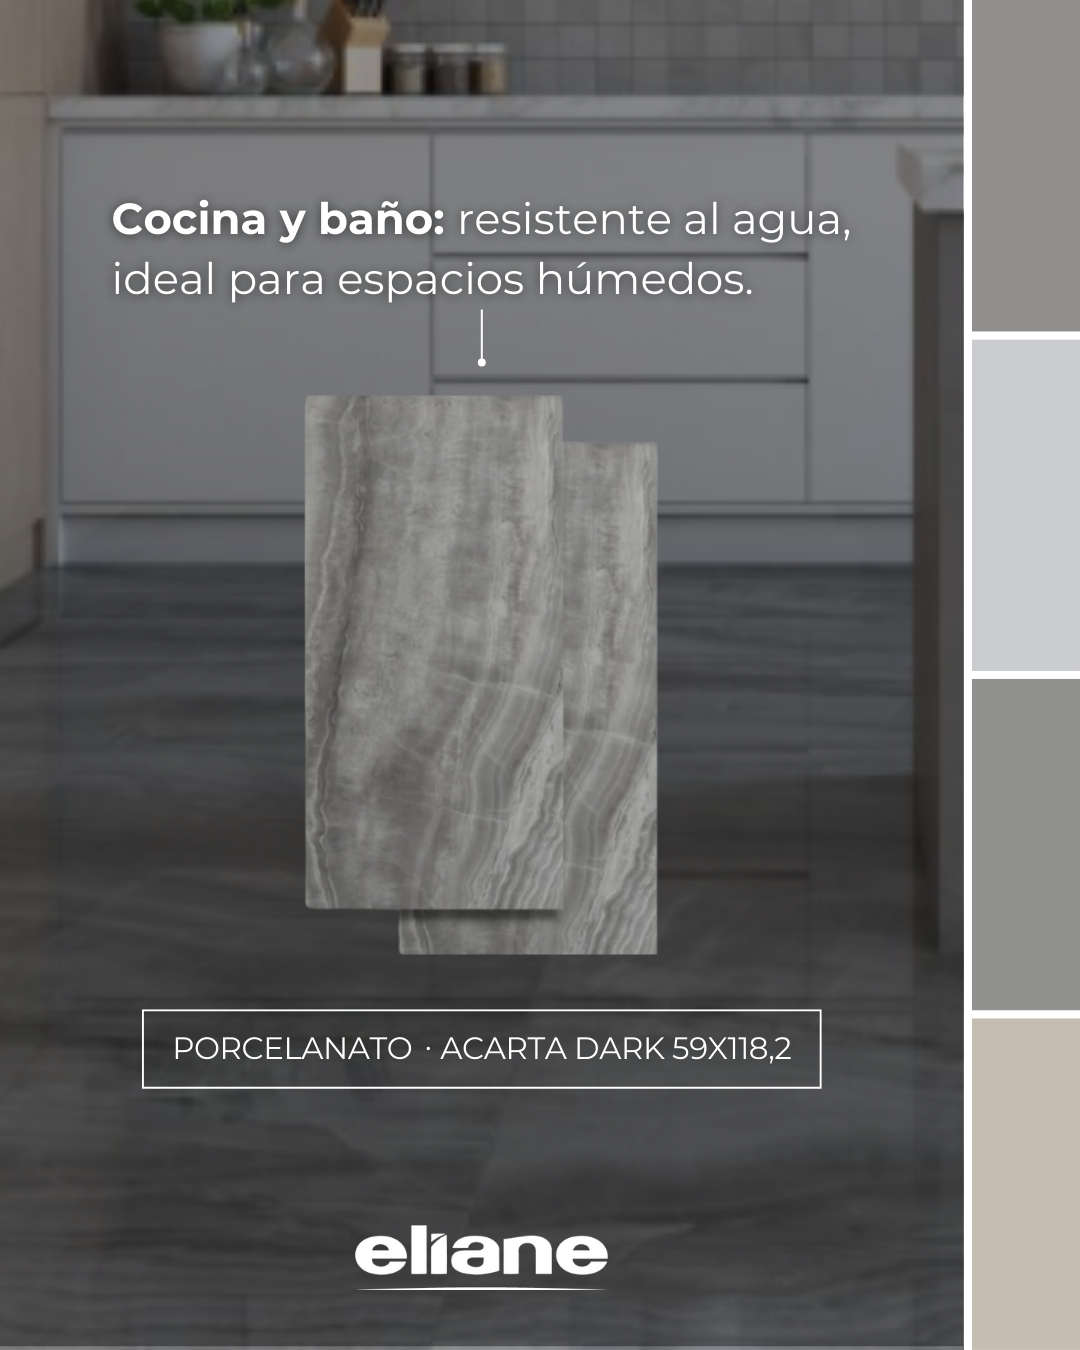 Cocina y baño: resistente al agua,
ideal para espacios húmedos.
PORCELANATO · ACARTA DARK 59X118,2
eliane